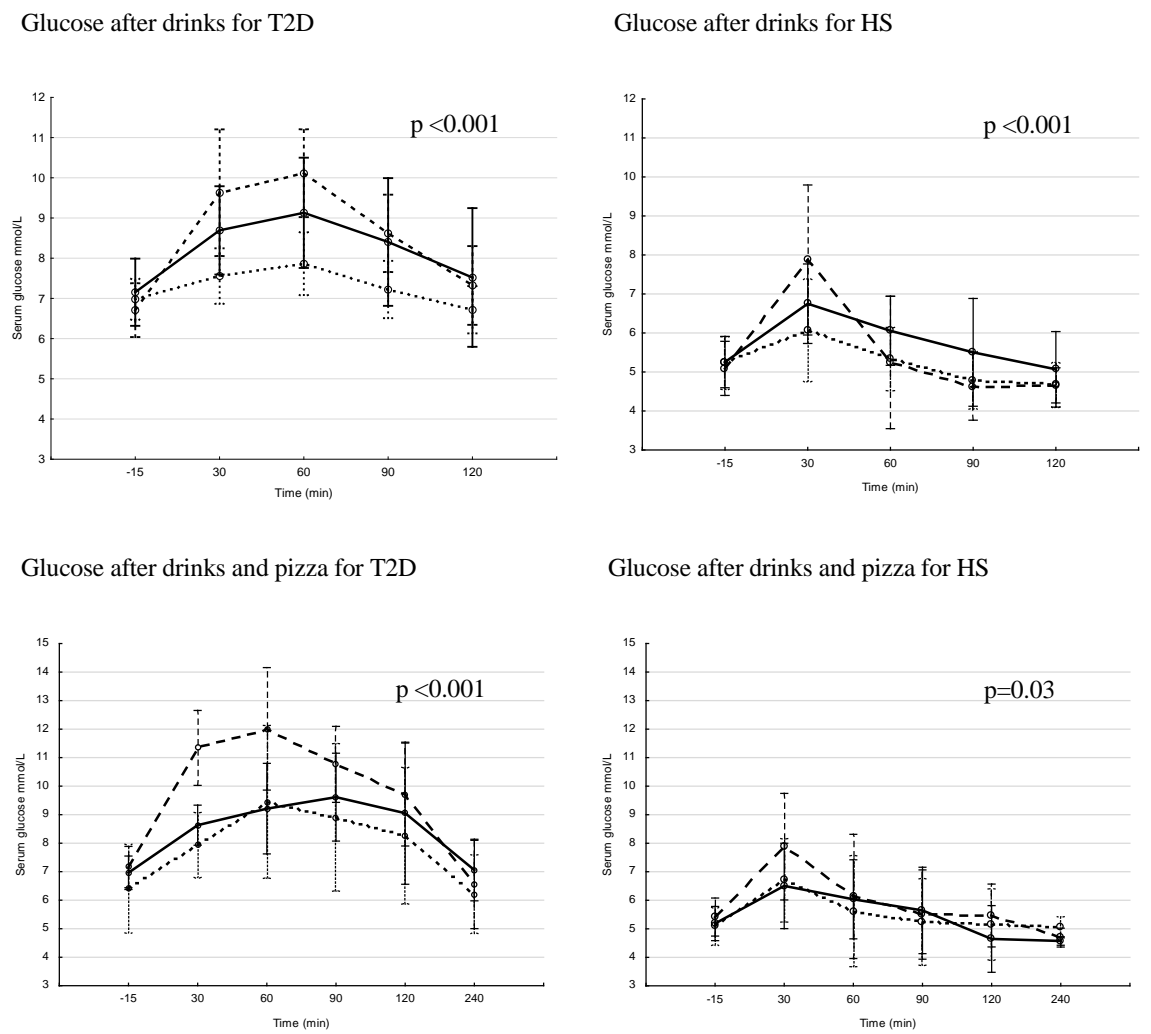 Glucose after drinks for T2D
12
11
10
9
8
7
6
5
4
3
Serum glucose mmol/L
p <0.001
-15 30 60 90 120
Time (min)
Glucose after drinks for HS
12
11
10
9
8
7
6
5
4
3
Serum glucose mmol/L
p <0.001
-15 30 60 90 120
Time (min)
Glucose after drinks and pizza for T2D
15
14
13
12
11
10
9
8
7
6
5
4
3
Serum glucose mmol/L
p <0.001
-15 30 60 90 120 240
Time (min)
Glucose after drinks and pizza for HS
15
14
13
12
11
10
9
8
7
6
5
4
3
Serum glucose mmol/L
p=0.03
-15 30 60 90 120 240
Time (min)